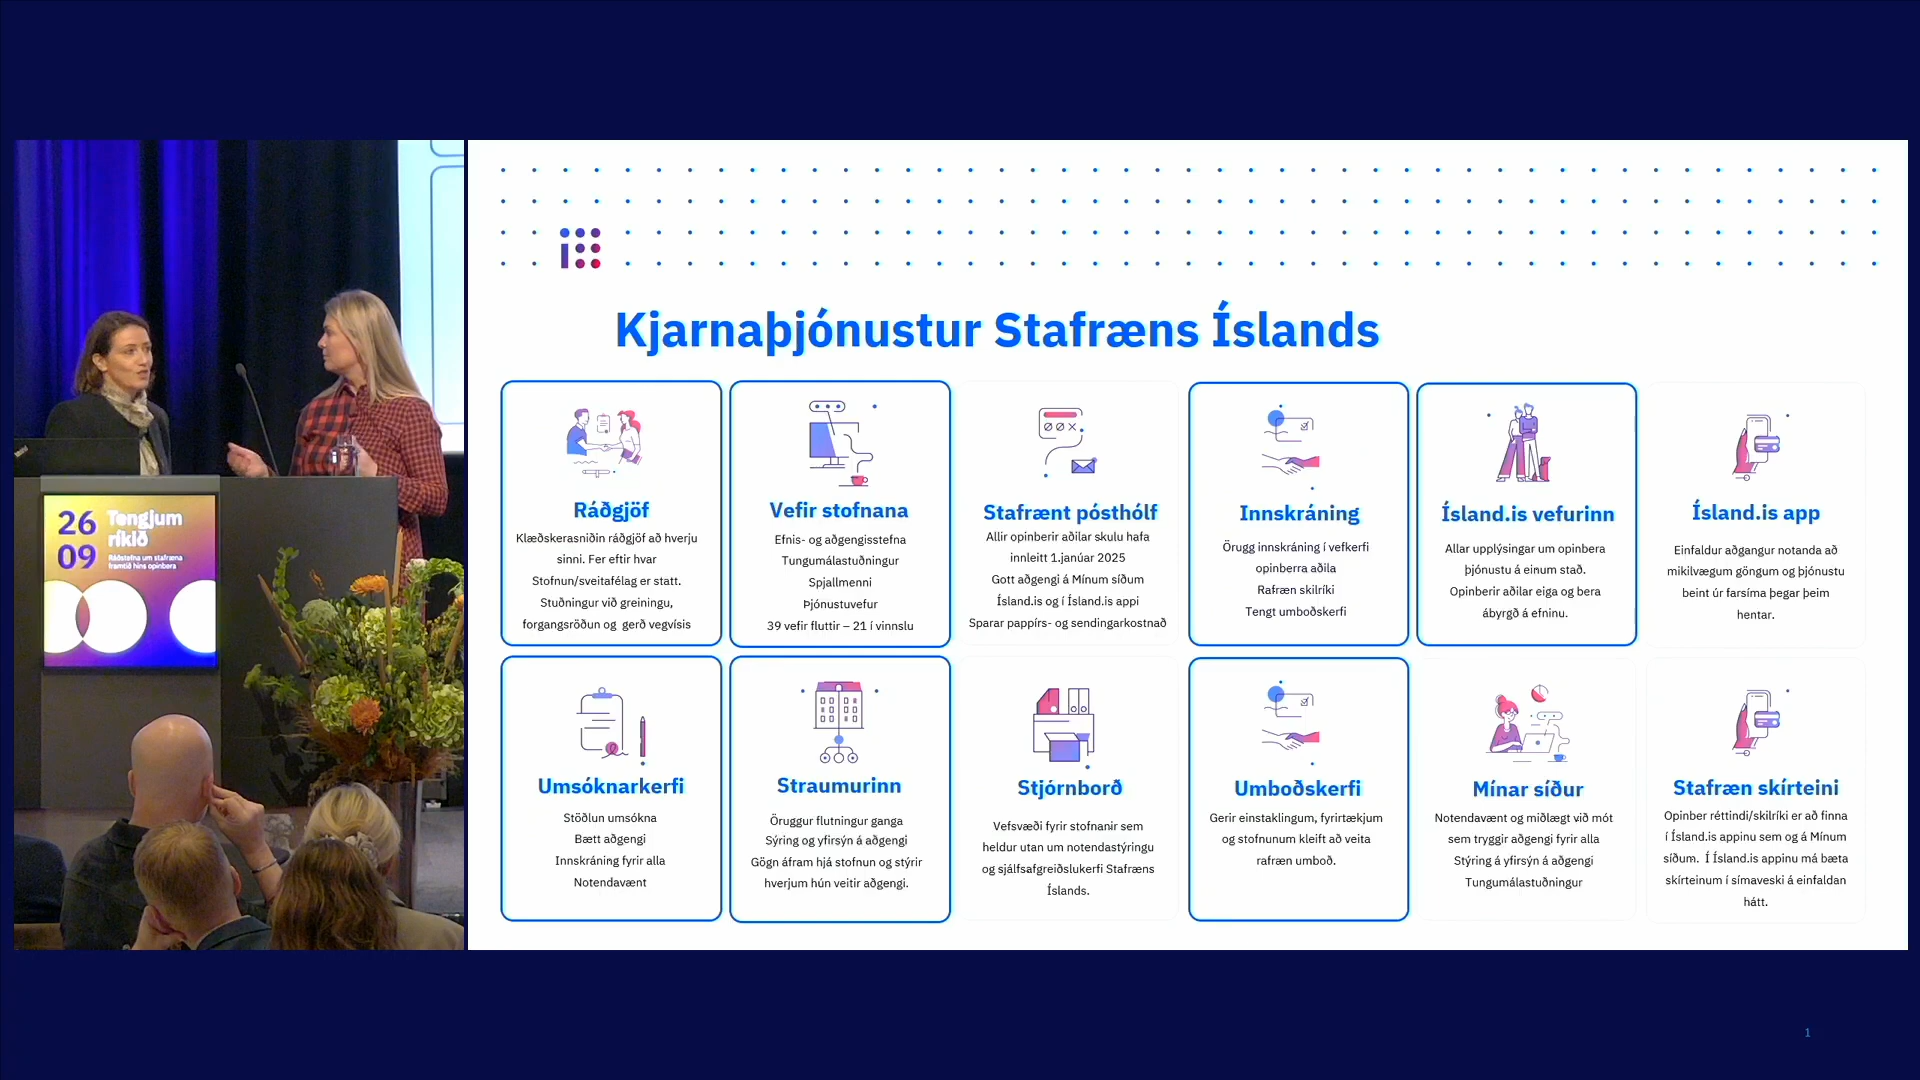 26
09
Tengjum
ríkið
Ráðstefna um stafræna
framtíð hins opinbera
Kjarnaþjónustur Stafræns Íslands
Ráðgjöf
Klæðskerasniðin ráðgjöf að hverju
sinni. Fer eftir hvar
Stofnun/sveitafélag er statt.
Stuðningur við greiningu,
forgangsröðun og gerð vegvísis
Vefir stofnana
Efnis- og aðgengisstefna
Tungumálastuðningur
Spjallmenni
Þjónustuvefur
39 vefir fluttir – 21 í vinnslu
Stafrænt pósthólf
Allir opinberir aðilar skulu hafa
innleitt 1.janúar 2025
Gott aðgengi á Mínum síðum
Ísland.is og í Ísland.is appi
Sparar pappírs- og sendingarkostnað
Innskráning
Örugg innskráning í vefkerfi
opinberra aðila
Rafræn skilríki
Tengt umboðskerfi
Ísland.is vefurinn
Allar upplýsingar um opinbera
þjónustu á einum stað.
Opinberir aðilar eiga og bera
ábyrgð á efninu.
Ísland.is app
Einfaldur aðgangur notanda að
mikilvægum göngum og þjónustu
beint úr farsíma þegar þeim
hentar.
Umsóknarkerfi
Stöðlun umsókna
Bætt aðgengi
Innskráning fyrir alla
Notendavænt
Straumurinn
Öruggur flutningur ganga
Sýring og yfirsýn á aðgengi
Gögn áfram hjá stofnun og stýrir
hverjum hún veitir aðgengi.
Stjórnborð
Vefsvæði fyrir stofnanir sem
heldur utan um notendastýringu
og sjálfsafgreiðslukerfi Stafræns
Íslands.
Umboðskerfi
Gerir einstaklingum, fyrirtækjum
og stofnunum kleift að veita
rafræn umboð.
Mínar síður
Notendavænt og miðlægt við mót
sem tryggir aðgengi fyrir alla
Stýring á yfirsýn á aðgengi
Tungumálastuðningur
Stafræn skírteini
Opinber réttindi/skilríki er að finna
í Ísland.is appinu sem og á Mínum
síðum. Í Ísland.is appinu má bæta
skírteinum í símaveski á einfaldan
hátt.
1